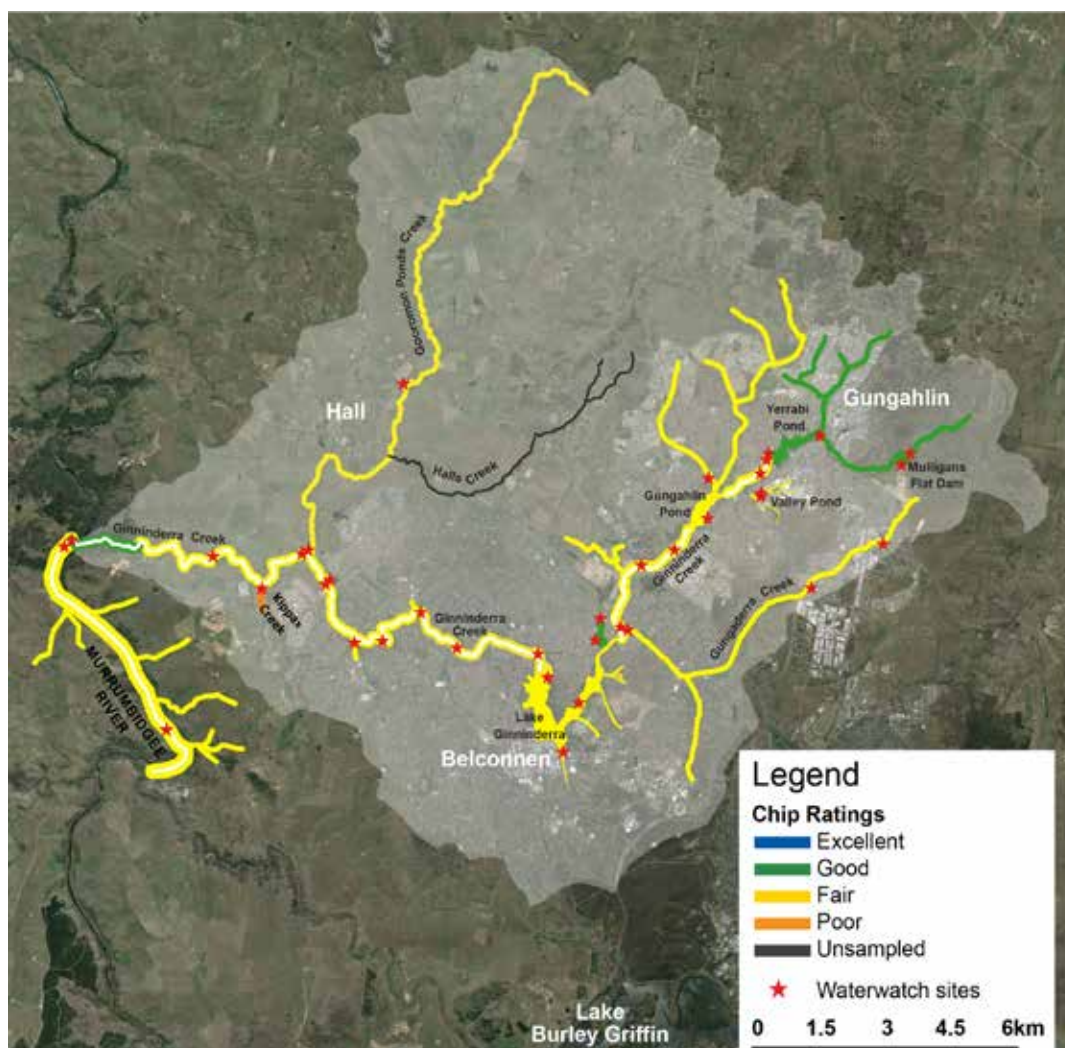 Gooromon Ponds Creek
Hall
Halls Creek
Yerrabi
Pond
Gungahlin
Mulligans
Flat Dam
Valley Pond
Gungahlin
Pond
Ginninderra
Creek
Gungaderra Creek
Ginninderra Creek
Kippax
Creek
Ginninderra
Creek
MURRUMBIDGEE
RIVER
Lake
Ginninderra
Belconnen
Lake
Burley Griffin
Legend
Chip Ratings
Excellent
Good
Fair
Poor
Unsampled
Waterwatch sites
0 1.5 3 4.5 6km